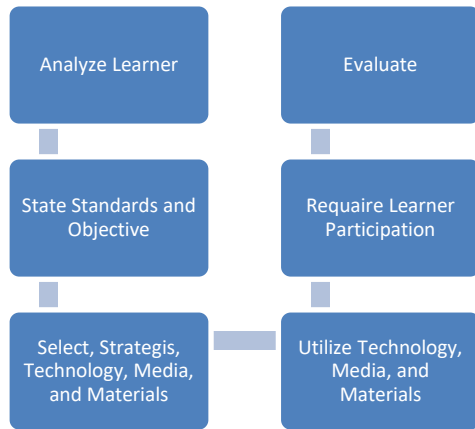 Analyze Learner
State Standards and
Objective
Select, Strategis,
Technology, Media,
and Materials
Utilize Technology,
Media, and
Materials
Requaire Learner
Participation
Evaluate